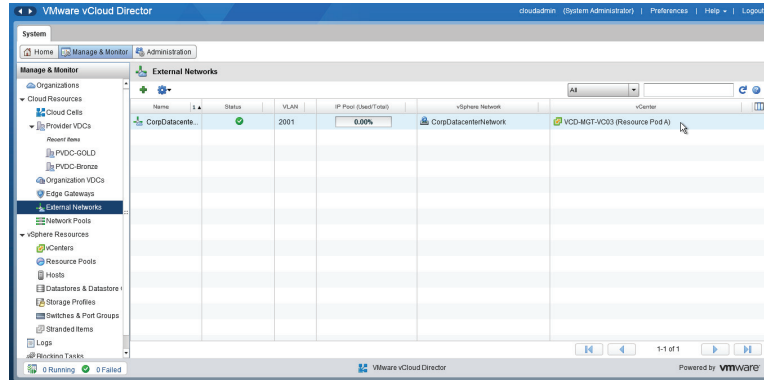 VMware vCloud Director
cloudadmin (System Administrator) | Preferences | Help | Logout
System
Home Manage & Monitor Administration
Manage & Monitor
Organizations
Cloud Resources
Cloud Cells
Provider VDCs
Recent Items
PVDC-GOLD
PVDC-Bronze
Organization VDCs
Edge Gateways
External Networks
Network Pools
vSphere Resources
vCenters
Resource Pools
Hosts
Datastores & Datastore
Storage Profiles
Switches & Port Groups
Stranded Items
Logs
Blocking Tasks
External Networks
All
Name 1 Status VLAN IP Pool (Used/Total) vSphere Network vCenter
CorpDatacente... 2001 0.00% CorpDatacenterNetwork VCD-MGT-VC03 (Resource Pod A)
1-1 of 1
0 Running 0 Failed VMware vCloud Director Powered by vmware